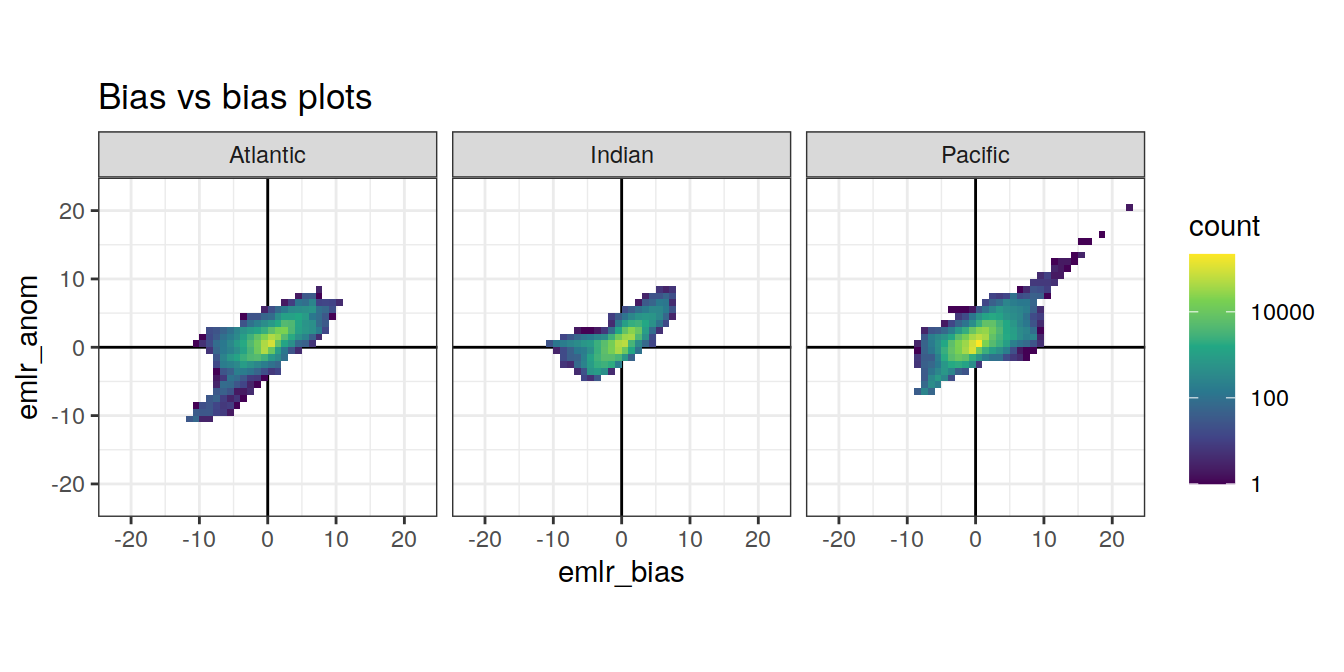 Bias vs bias plots
Atlantic Indian Pacific
count
20
10
0
-10
-20
emlr_anom
10000
100
1
-20 -10 0 10 20 -20 -10 0 10 20 -20 -10 0 10 20
emlr_bias